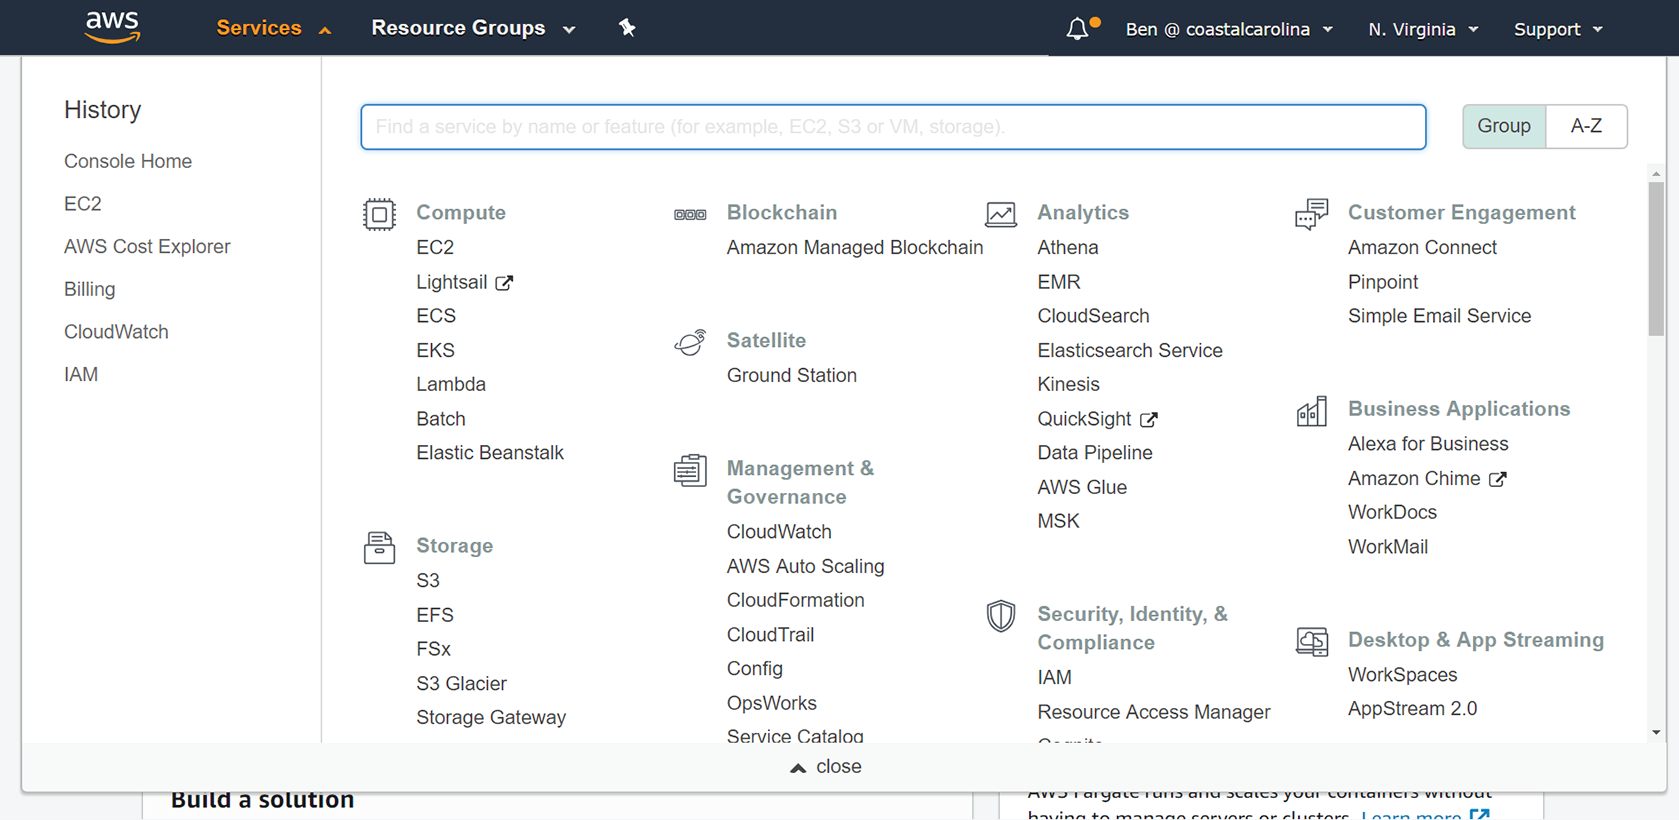 aws
Services
Resource Groups
Ben @ coastalcarolina
N. Virginia
Support
History
Console Home
EC2
AWS Cost Explorer
Billing
CloudWatch
IAM
Find a service by name or feature (for example, EC2, S3 or VM, storage).
Group
A-Z
Compute
EC2
Lightsail
ECS
EKS
Lambda
Batch
Elastic Beanstalk
Storage
S3
EFS
FSx
S3 Glacier
Storage Gateway
Blockchain
Amazon Managed Blockchain
Satellite
Ground Station
Management &
Governance
CloudWatch
AWS Auto Scaling
CloudFormation
CloudTrail
Config
OpsWorks
Service Catalog
Analytics
Athena
EMR
CloudSearch
Elasticsearch Service
Kinesis
QuickSight
Data Pipeline
AWS Glue
MSK
Security, Identity, &
Compliance
IAM
Resource Access Manager
Cognito
Customer Engagement
Amazon Connect
Pinpoint
Simple Email Service
Business Applications
Alexa for Business
Amazon Chime
WorkDocs
WorkMail
Desktop & App Streaming
WorkSpaces
AppStream 2.0
close
Build a solution
AWS Fargate runs and scales your containers without
having to manage servers or clusters. Learn more